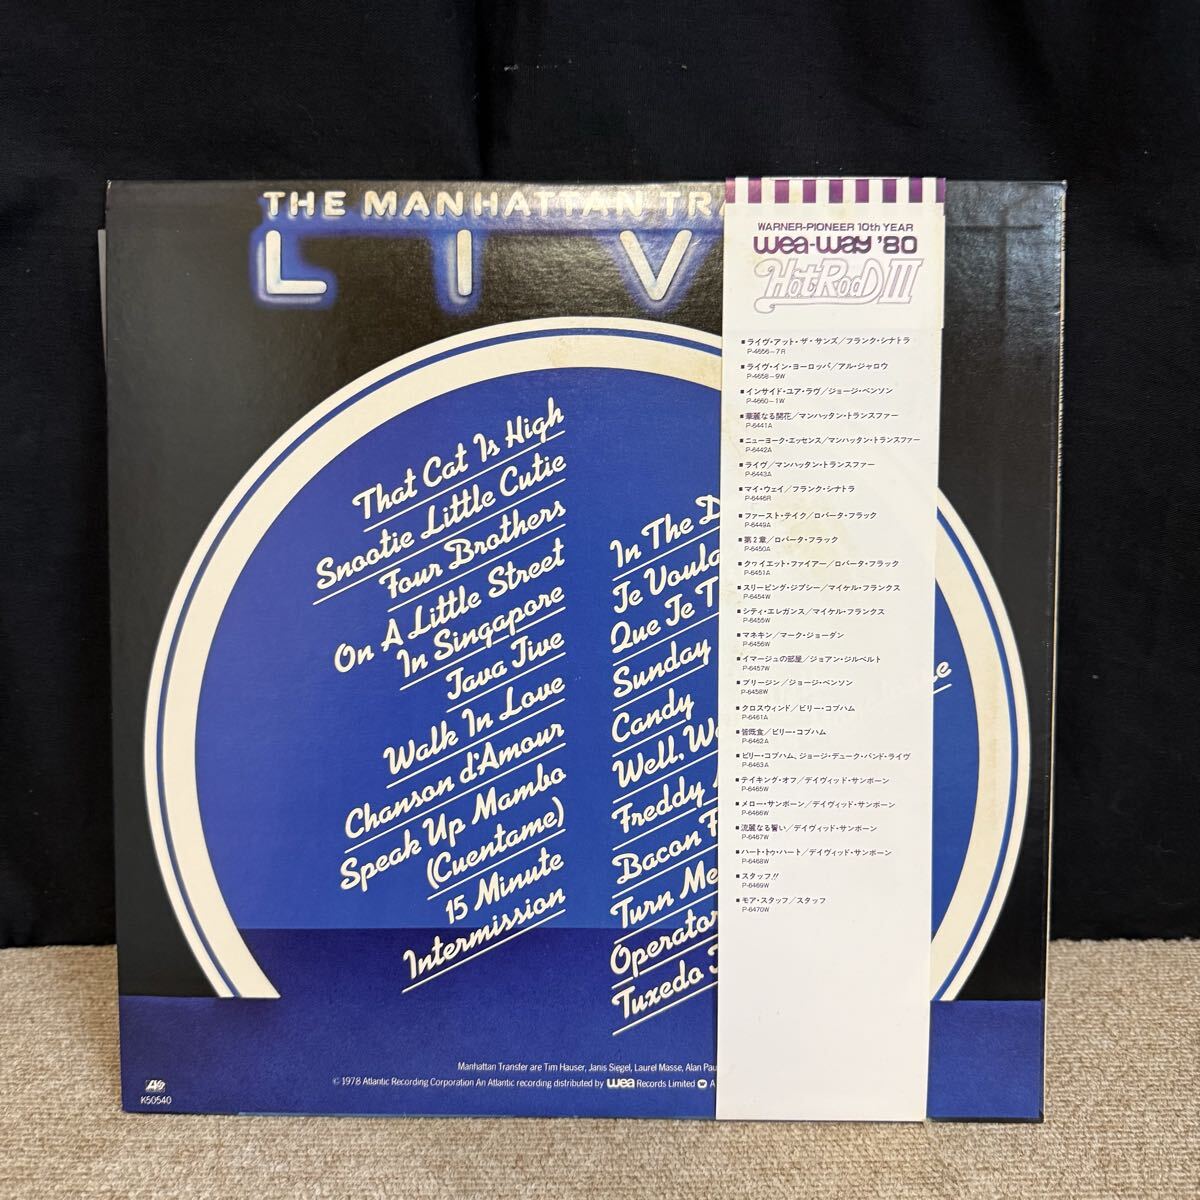 THE MANHATTAN TRA
LIV
That Cat Is High
Snootie Little Cutie
Four Brothers
On A Little Street
In Singapore
Java Jive
Walk In Love
Chanson d'Amour
Speak Up Mambo
(Cuentame)
15 Minute
Intermission
In The D
Je Voula
Que Je T
Sunday
Candy
Well, We
Freddy
Bacon F
Turn Me
Operator
Tuxedo
Manhattan Transfer are Tim Hauser, Janis Siegel, Laurel Masse, Alan Pau
© 1978 Atlantic Recording Corporation An Atlantic recording distributed by wea Records Limited A
K50540
WARNER-PIONEER 10th YEAR
wea-way '80
Hot Rod III
■ライヴ・アット・ザ・サンズ/フランク・シナトラ
P-4656~7R
■ライヴ・イン・ヨーロッパ/アル・ジャロウ
P-4658~9W
■インサイド・ユア・ラヴ/ジョージ・ベンソン
P-4660~1W
■華麗なる開花/マンハッタン・トランスファー
P-6441A
■ニューヨーク・エッセンス/マンハッタン・トランスファー
P-6442A
■ライヴ/マンハッタン・トランスファー
P-6443A
■マイ・ウェイ/フランク・シナトラ
P-6446R
■ファースト・テイク/ロバータ・フラック
P-6449A
■第2章/ロバータ・フラック
P-6450A
■クワイエット・ファイアー/ロバータ・フラック
P-6451A
■スリーピング・ジプシー/マイケル・フランクス
P-6454W
■シティ・エレガンス/マイケル・フランクス
P-6455W
■マネキン/マーク・ジョーダン
P-6456W
■イマージュの部屋/ジョアン・ジルベルト
P-6457W
■ブリージン/ジョージ・ベンソン
P-6458W
■クロスウィンド/ビリー・コブハム
P-6461A
■皆既食/ビリー・コブハム
P-6462A
■ビリー・コブハム、ジョージ・デューク・バンド・ライヴ
P-6463A
■テイキング・オフ/デイヴィッド・サンボーン
P-6465W
■メロー・サンボーン/デイヴィッド・サンボーン
P-6466W
■流麗なる誓い/デイヴィッド・サンボーン
P-6467W
■ハート・トゥ・ハート/デイヴィッド・サンボーン
P-6468W
■スタッフ!!
P-6469W
■モア・スタッフ/スタッフ
P-6470W